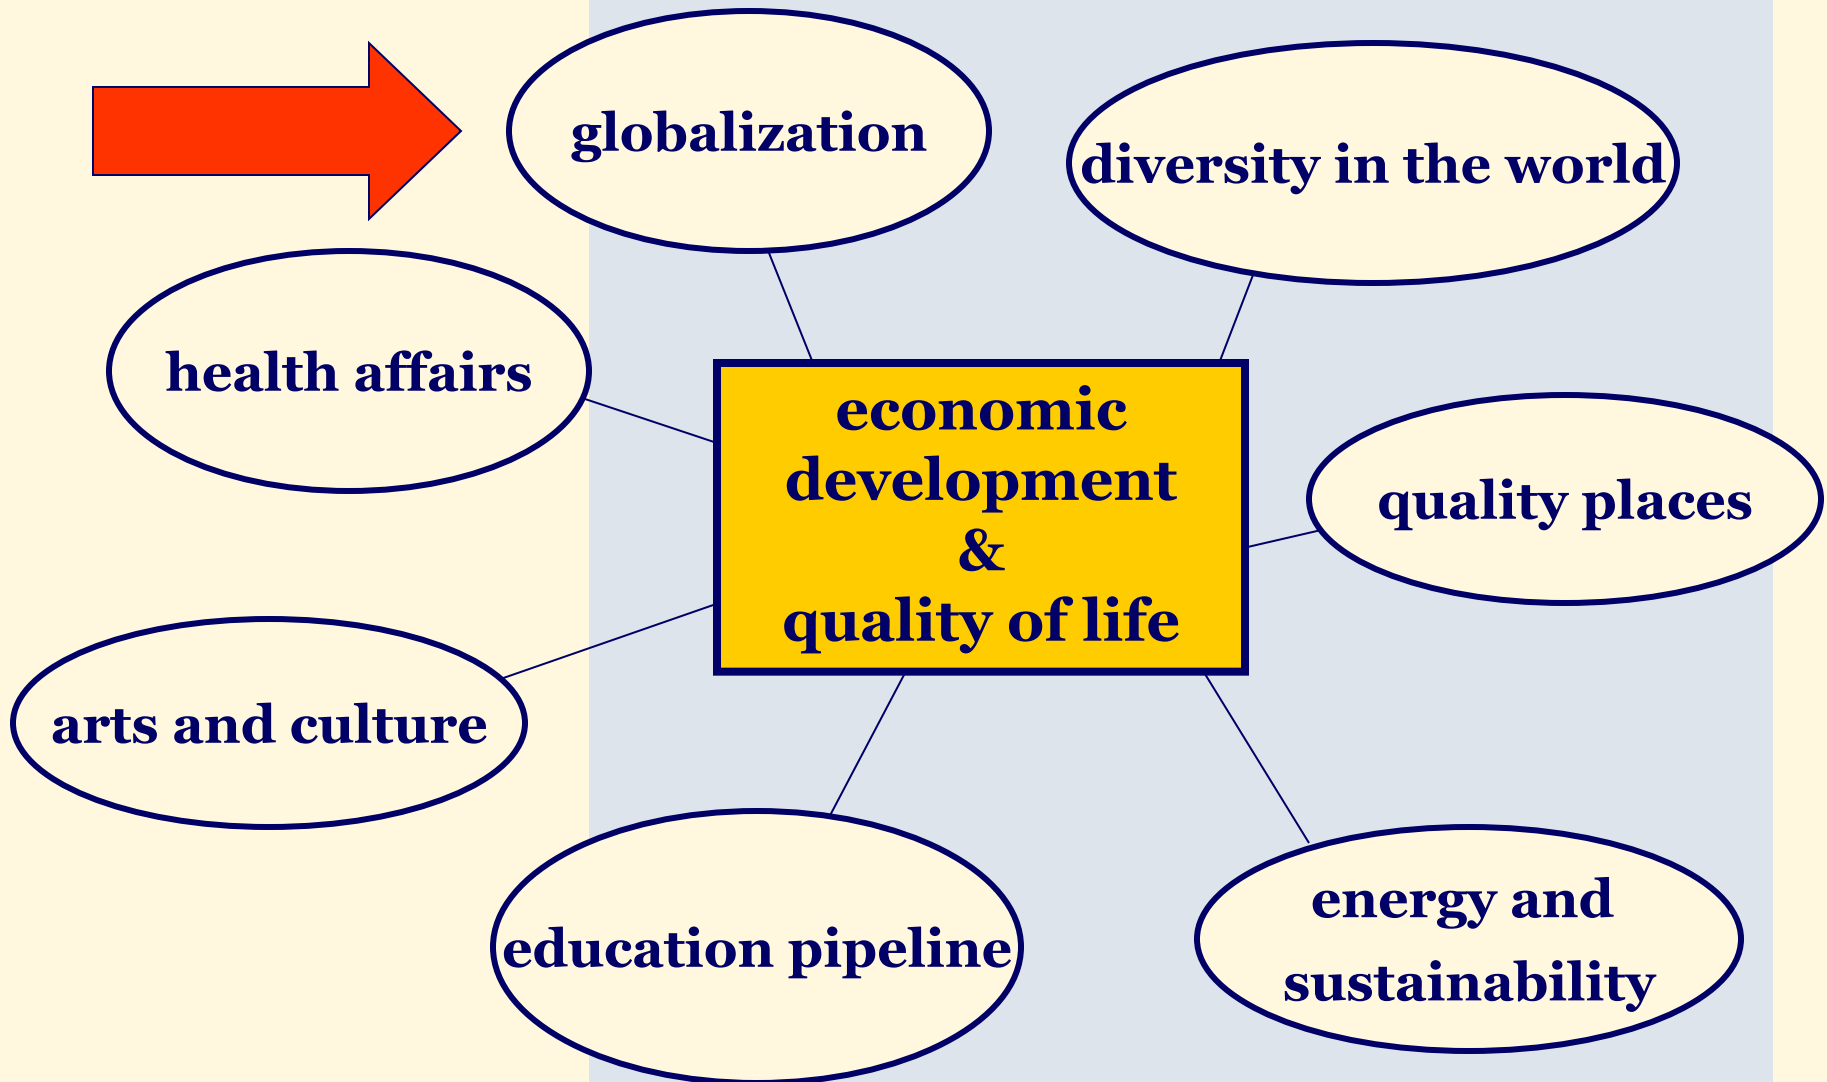 globalization
diversity in the world
health affairs
economic
development
&
quality of life
quality places
arts and culture
education pipeline
energy and
sustainability